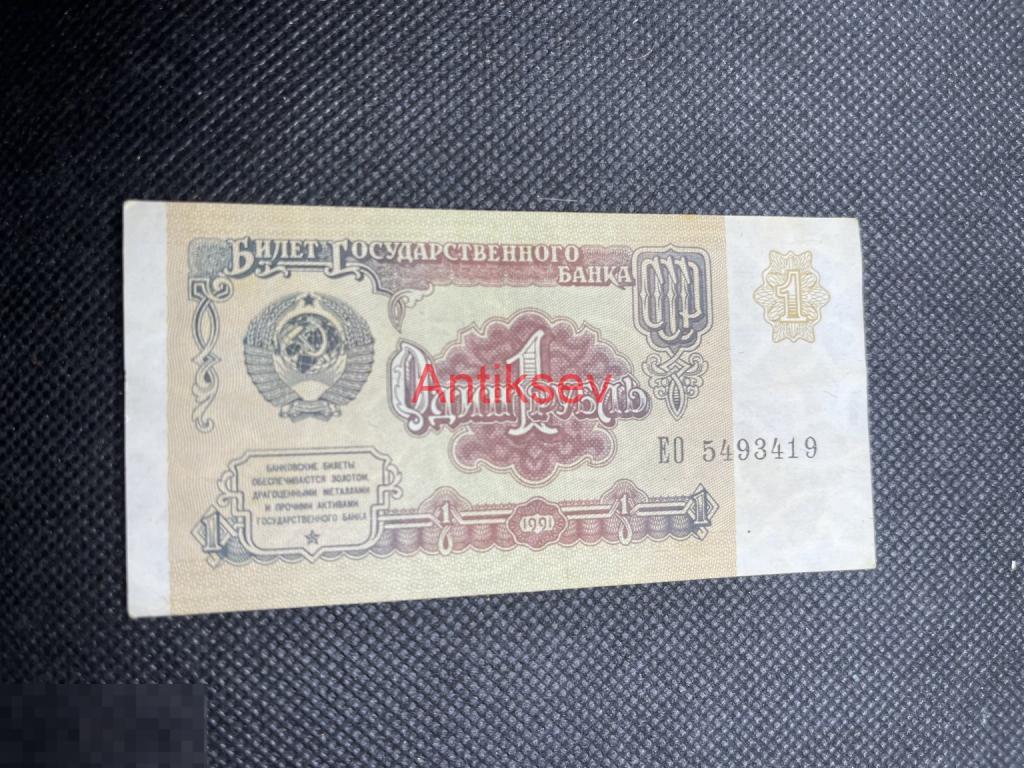 Билет Государственного
Банка
СССР
1
1
Один рубль
Antiksev
ЕО 5493419
БАНКОВСКИЕ БИЛЕТЫ
ОБЕСПЕЧИВАЮТСЯ ЗОЛОТОМ,
ДРАГОЦЕННЫМИ МЕТАЛЛАМИ
И ПРОЧИМИ АКТИВАМИ
ГОСУДАРСТВЕННОГО БАНКА
1 1 1991 1 1